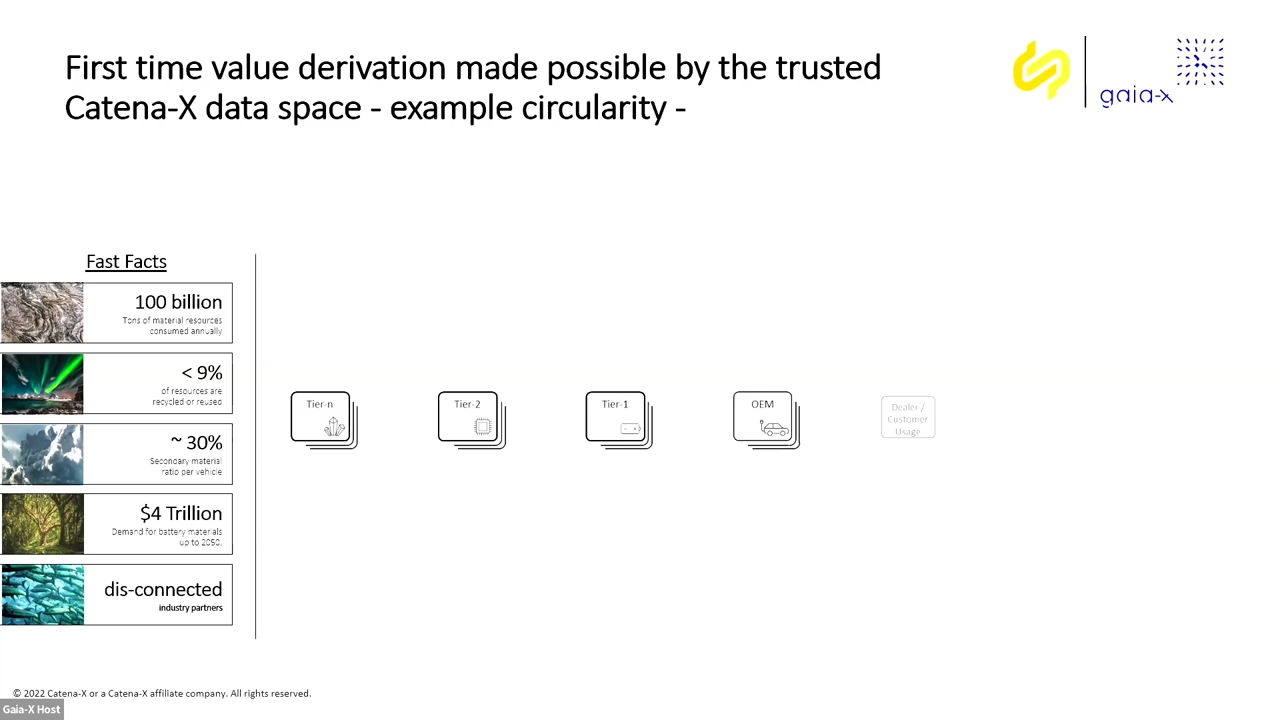 First time value derivation made possible by the trusted
Catena-X data space - example circularity -
gaia-x
Fast Facts
100 billion
Tons of material resources
consumed annually
< 9%
of resources are
recycled or reused
~ 30%
Secondary material
ratio per vehicle
$4 Trillion
Demand for battery materials
up to 2050.
dis-connected
industry partners
Tier-n
Tier-2
Tier-1
OEM
Dealer /
Customer
Usage
© 2022 Catena-X or a Catena-X affiliate company. All rights reserved.
Gaia-X Host